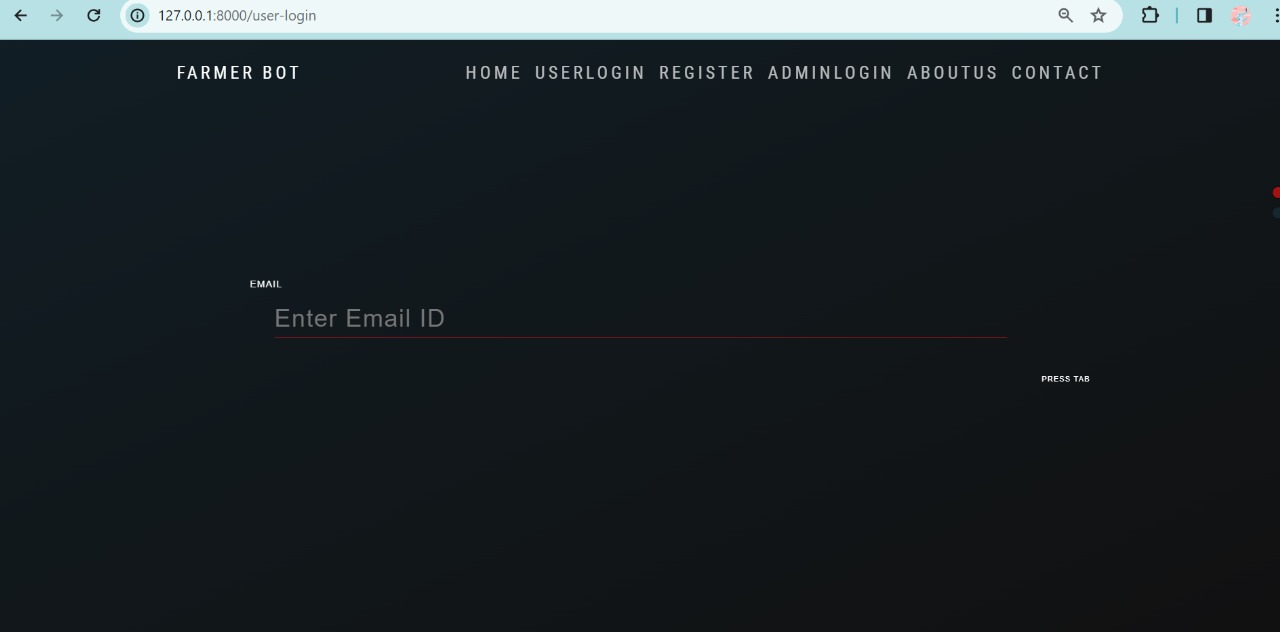 127.0.0.1:8000/user-login
FARMER BOT HOME USERLOGIN REGISTER ADMINLOGIN ABOUTUS CONTACT
EMAIL
Enter Email ID
PRESS TAB